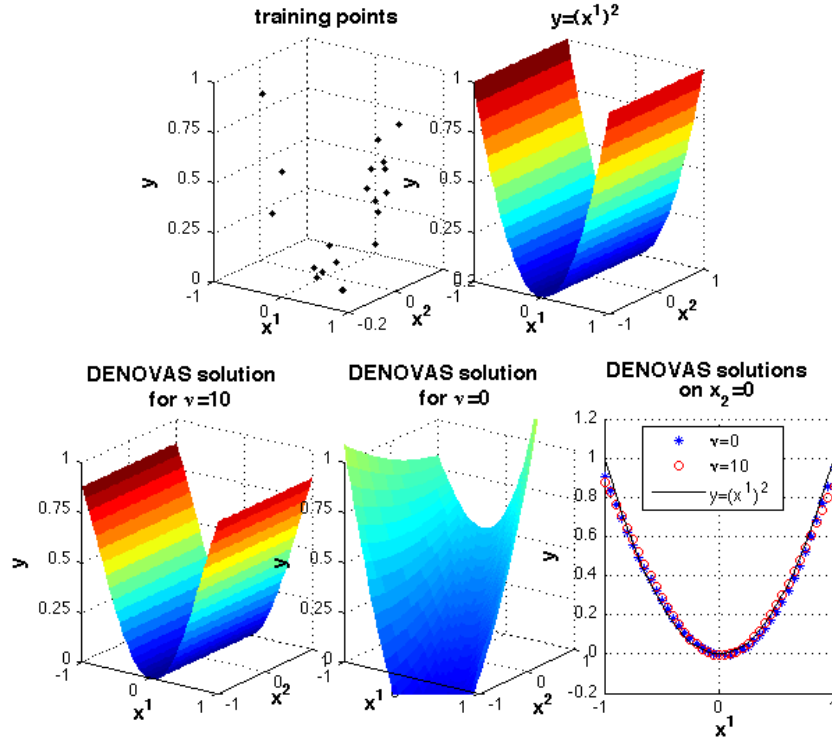 training points
y=(x¹)²
1
0.75
0.5
0.25
0
y
-1
0
1
x¹
-0.2
0
0.2
x²
1
0.75
0.5
0.25
y
-1
0
1
x¹
-1
0
1
x²
DENOVAS solution
for ν=10
DENOVAS solution
for ν=0
DENOVAS solutions
on x₂=0
1
0.75
0.5
0.25
0
y
-1
0
1
x¹
-1
0
1
x²
1
0.75
0.5
0.25
0
y
x¹
1
-1
0
1
x²
1.2
1
0.8
0.6
0.4
0.2
0
-0.2
y
-1
0
1
x¹
ν=0
ν=10
y=(x¹)²